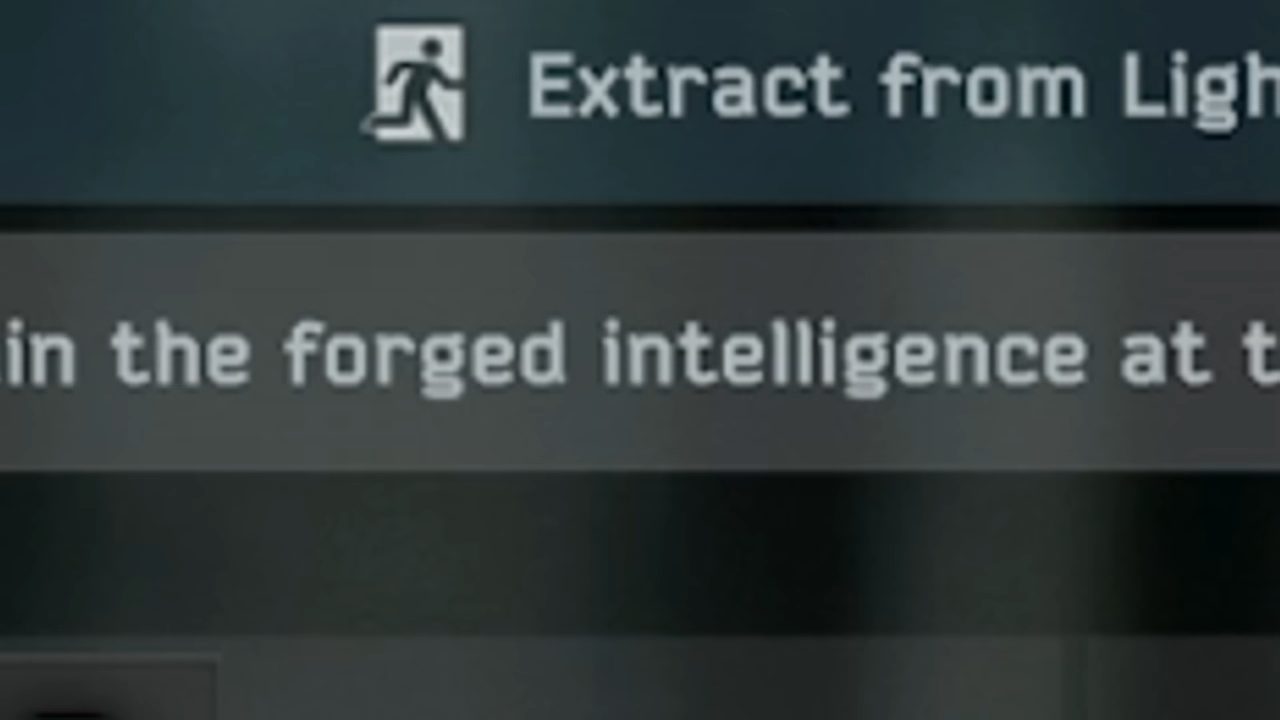 Extract from Ligh
in the forged intelligence at t